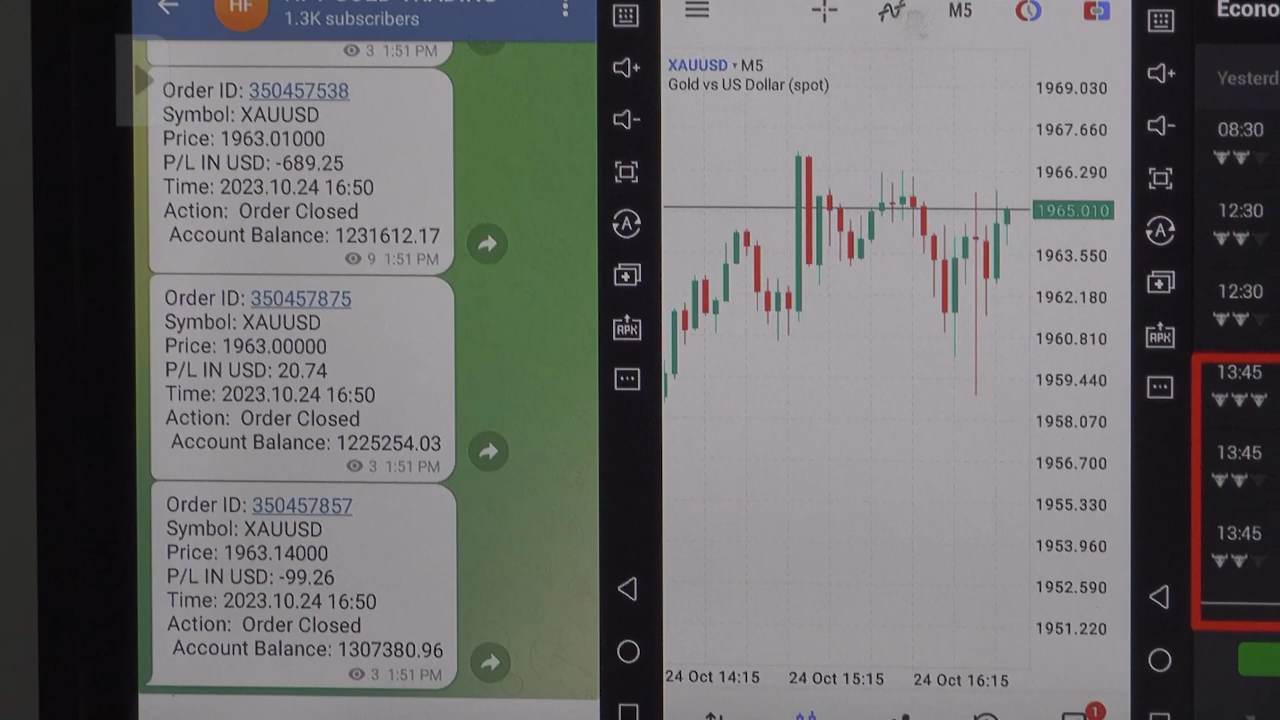 1.3K subscribers
3 1:51 PM
Order ID: 350457538
Symbol: XAUUSD
Price: 1963.01000
P/L IN USD: -689.25
Time: 2023.10.24 16:50
Action: Order Closed
Account Balance: 1231612.17
9 1:51 PM
Order ID: 350457875
Symbol: XAUUSD
Price: 1963.00000
P/L IN USD: 20.74
Time: 2023.10.24 16:50
Action: Order Closed
Account Balance: 1225254.03
3 1:51 PM
Order ID: 350457857
Symbol: XAUUSD
Price: 1963.14000
P/L IN USD: -99.26
Time: 2023.10.24 16:50
Action: Order Closed
Account Balance: 1307380.96
3 1:51 PM
A
APK
M5
XAUUSD ▾ M5
Gold vs US Dollar (spot)
1969.030
1967.660
1966.290
1965.010
1963.550
1962.180
1960.810
1959.440
1958.070
1956.700
1955.330
1953.960
1952.590
1951.220
24 Oct 14:15 24 Oct 15:15 24 Oct 16:15
1
A
APK
Econo
Yesterd
08:30
12:30
12:30
13:45
13:45
13:45